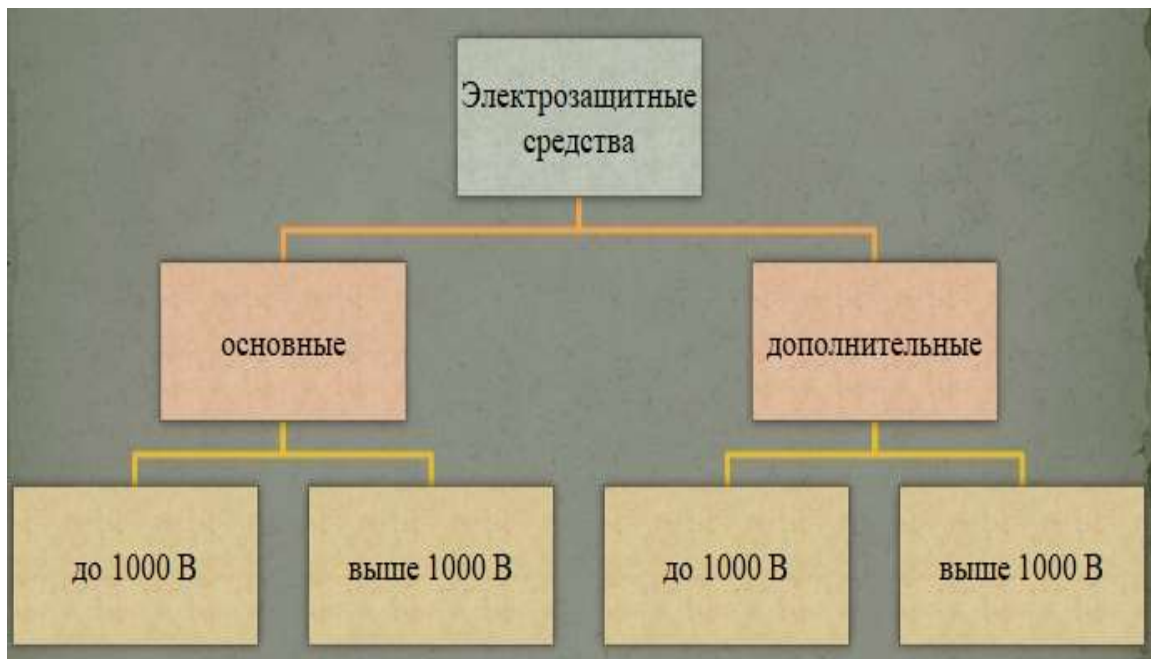 Электрозащитные
средства
основные
дополнительные
до 1000 В
выше 1000 В
до 1000 В
выше 1000 В